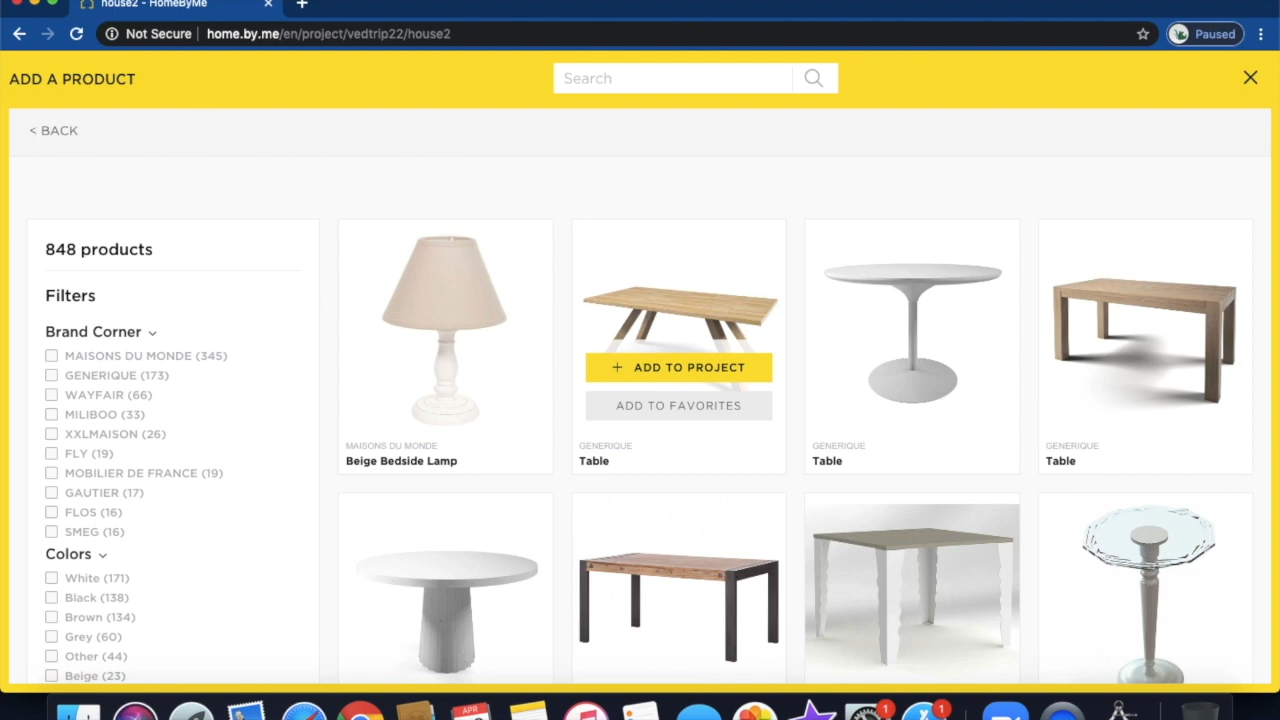 house2 - HomeByMe
Not Secure
home.by.me/en/project/vedtrip22/house2
Paused
ADD A PRODUCT
Search
< BACK
848 products
Filters
Brand Corner
MAISONS DU MONDE (345)
GENERIQUE (173)
WAYFAIR (66)
MILIBOO (33)
XXLMAISON (26)
FLY (19)
MOBILIER DE FRANCE (19)
GAUTIER (17)
FLOS (16)
SMEG (16)
Colors
White (171)
Black (138)
Brown (134)
Grey (60)
Other (44)
Beige (23)
MAISONS DU MONDE
Beige Bedside Lamp
+ ADD TO PROJECT
ADD TO FAVORITES
GENERIQUE
Table
GENERIQUE
Table
GENERIQUE
Table
APR
1
1